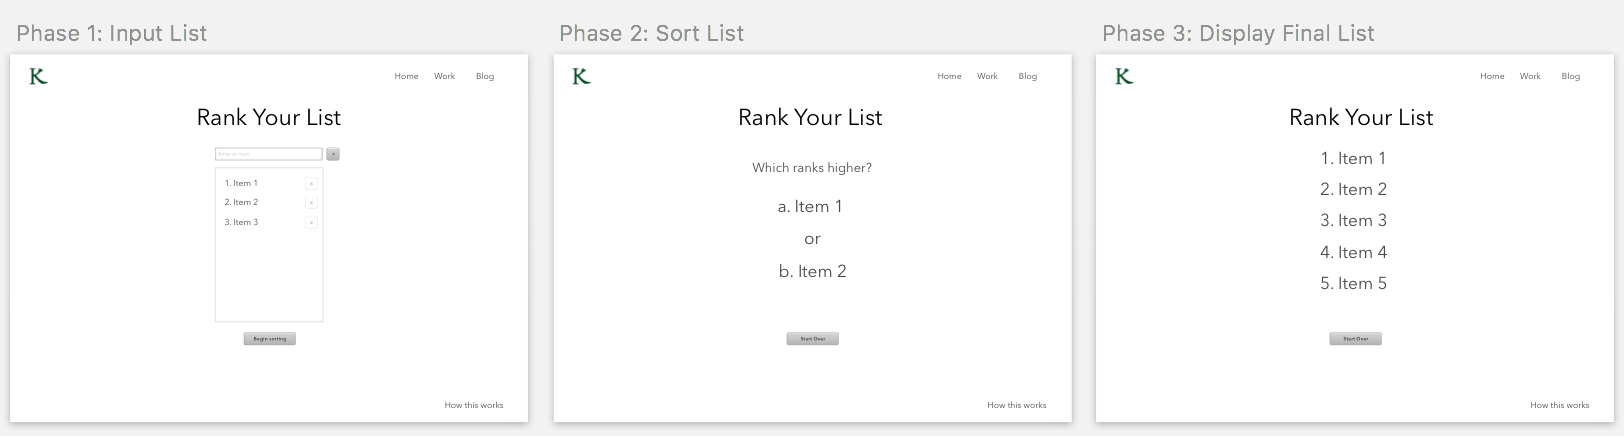 Phase 1: Input List
K
Home Work Blog
Rank Your List
Enter an item
+
1. Item 1 x
2. Item 2 x
3. Item 3 x
Begin sorting
How this works
Phase 2: Sort List
K
Home Work Blog
Rank Your List
Which ranks higher?
a. Item 1
or
b. Item 2
Start Over
How this works
Phase 3: Display Final List
K
Home Work Blog
Rank Your List
1. Item 1
2. Item 2
3. Item 3
4. Item 4
5. Item 5
Start Over
How this works